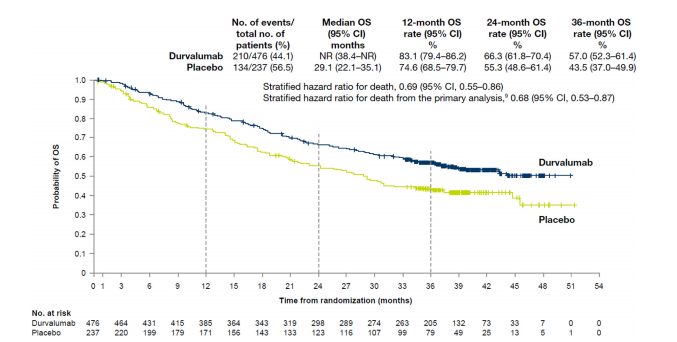 No. of events/ Median OS 12-month OS 24-month OS 36-month OS
total no. of (95% CI) rate (95% CI) rate (95% CI) rate (95% CI)
patients (%) months % % %
Durvalumab 210/476 (44.1) NR (38.4–NR) 83.1 (79.4–86.2) 66.3 (61.8–70.4) 57.0 (52.3–61.4)
Placebo 134/237 (56.5) 29.1 (22.1–35.1) 74.6 (68.5–79.7) 55.3 (48.6–61.4) 43.5 (37.0–49.9)
Stratified hazard ratio for death, 0.69 (95% CI, 0.55–0.86)
Stratified hazard ratio for death from the primary analysis,⁹ 0.68 (95% CI, 0.53–0.87)
Probability of OS
1.0
0.9
0.8
0.7
0.6
0.5
0.4
0.3
0.2
0.1
0
Durvalumab
Placebo
0 1 3 6 9 12 15 18 21 24 27 30 33 36 39 42 45 48 51 54
Time from randomization (months)
No. at risk
Durvalumab 476 464 431 415 385 364 343 319 298 289 274 263 205 132 73 33 7 0 0
Placebo 237 220 199 179 171 156 143 133 123 116 107 99 79 49 25 13 5 1 0